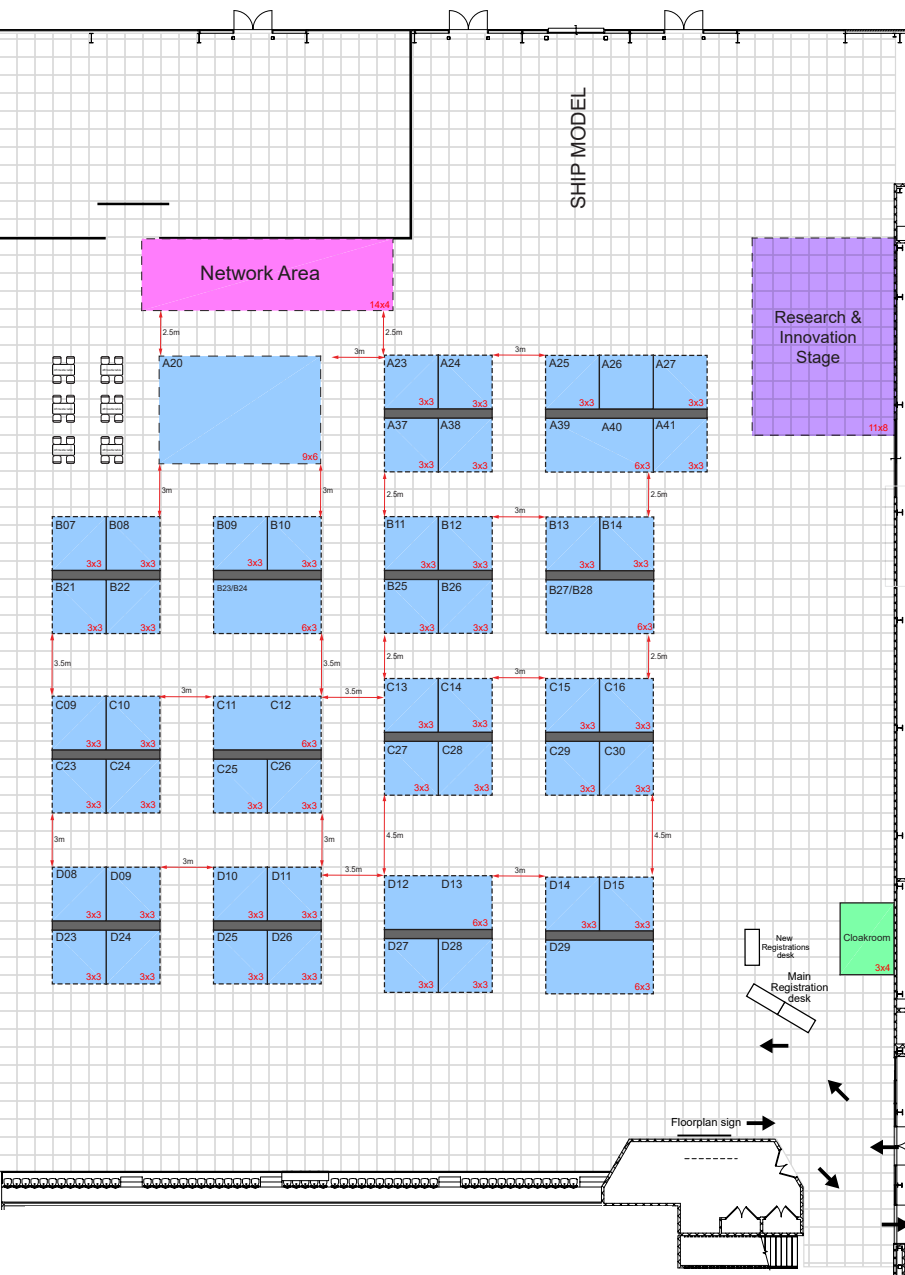 SHIP MODEL
Network Area
14x4
Research &
Innovation
Stage
11x8
2.5m
2.5m
3m
3m
A20
9x6
A23
A24
3x3
3x3
A37
A38
3x3
3x3
A25
A26
A27
3x3
3x3
A39
A40
A41
6x3
3x3
3m
3m
2.5m
2.5m
3m
B07
B08
3x3
3x3
B21
B22
3x3
3x3
B09
B10
3x3
3x3
B23/B24
6x3
B11
B12
3x3
3x3
B25
B26
3x3
3x3
B13
B14
3x3
3x3
B27/B28
6x3
3.5m
3.5m
2.5m
2.5m
3m
3.5m
3m
C09
C10
3x3
3x3
C23
C24
3x3
3x3
C11
C12
6x3
C25
C26
3x3
3x3
C13
C14
3x3
3x3
C27
C28
3x3
3x3
C15
C16
3x3
3x3
C29
C30
3x3
3x3
3m
3m
4.5m
4.5m
3m
3.5m
3m
D08
D09
3x3
3x3
D23
D24
3x3
3x3
D10
D11
3x3
3x3
D25
D26
3x3
3x3
D12
D13
6x3
D27
D28
3x3
3x3
D14
D15
3x3
3x3
D29
6x3
Cloakroom
3x4
New
Registrations
desk
Main
Registration
desk
Floorplan sign